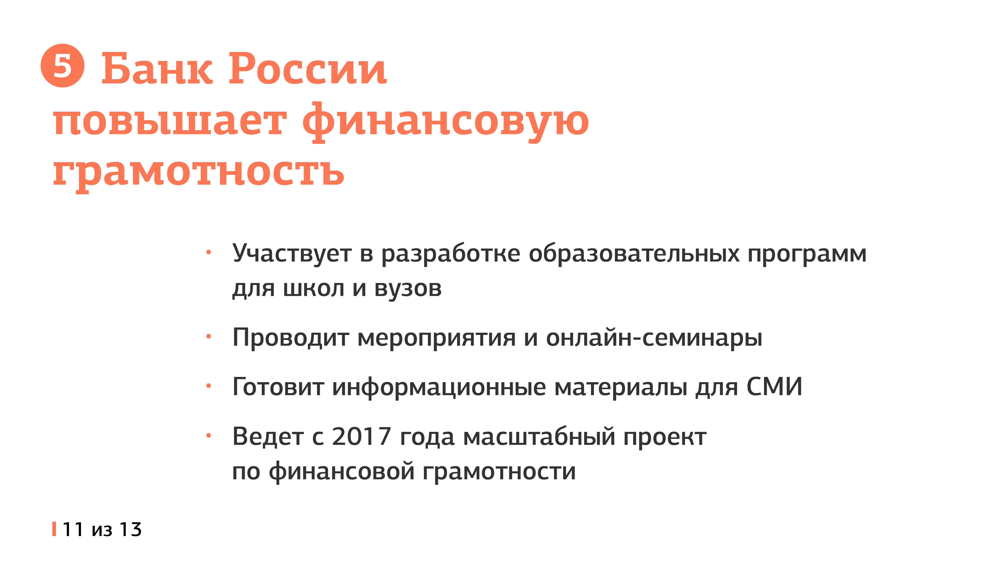 5 Банк России
повышает финансовую
грамотность
• Участвует в разработке образовательных программ
для школ и вузов
• Проводит мероприятия и онлайн-семинары
• Готовит информационные материалы для СМИ
• Ведет с 2017 года масштабный проект
по финансовой грамотности
11 из 13